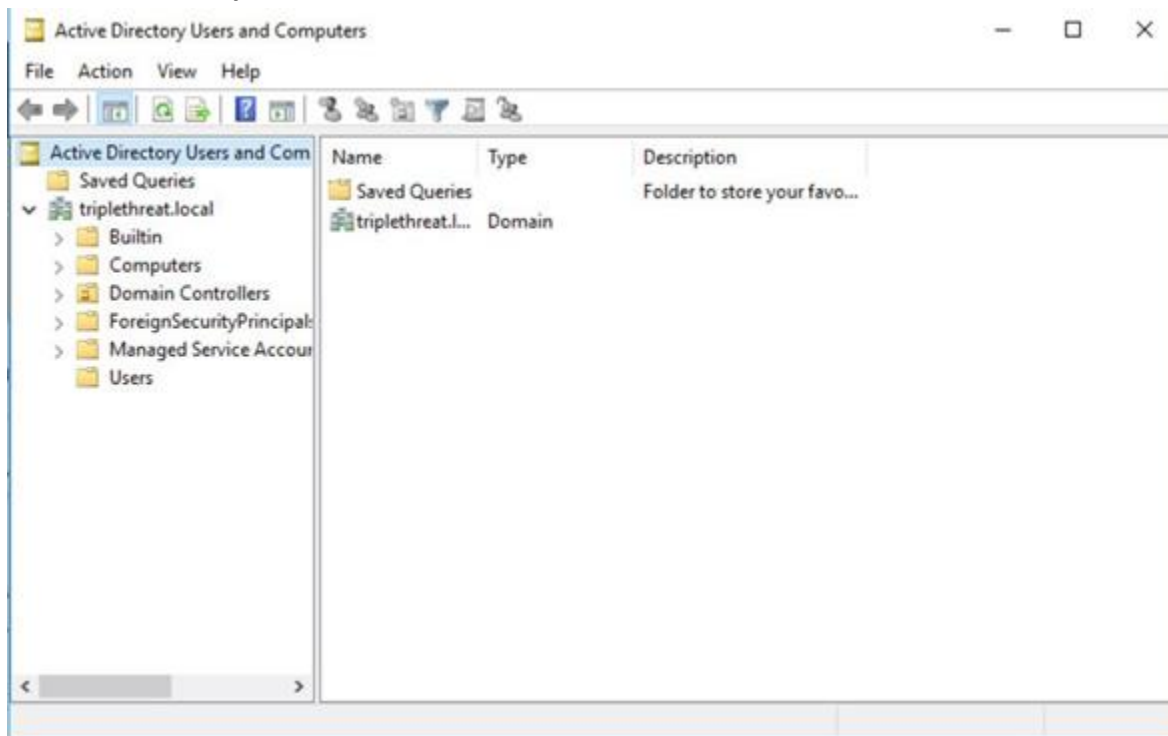 Active Directory Users and Computers
File Action View Help
Active Directory Users and Com
Name Type Description
Saved Queries
Saved Queries Folder to store your favo...
triplethreat.local
triplethreat.l... Domain
Builtin
Computers
Domain Controllers
ForeignSecurityPrincipals
Managed Service Accour
Users